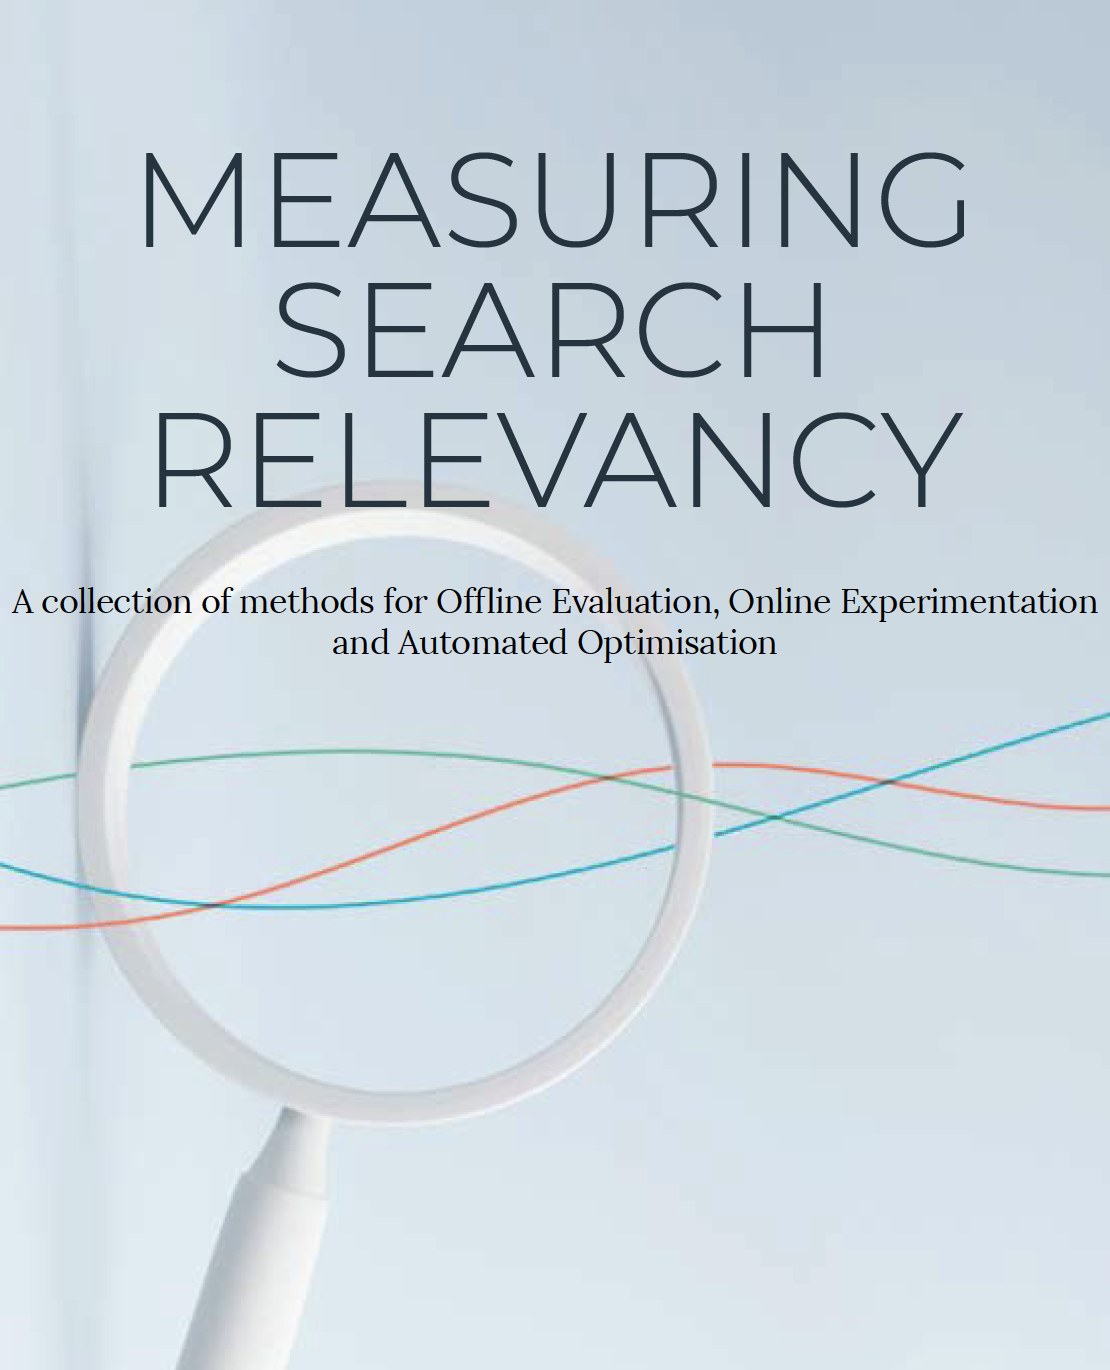 MEASURING
SEARCH
RELEVANCY
A collection of methods for Offline Evaluation, Online Experimentation
and Automated Optimisation